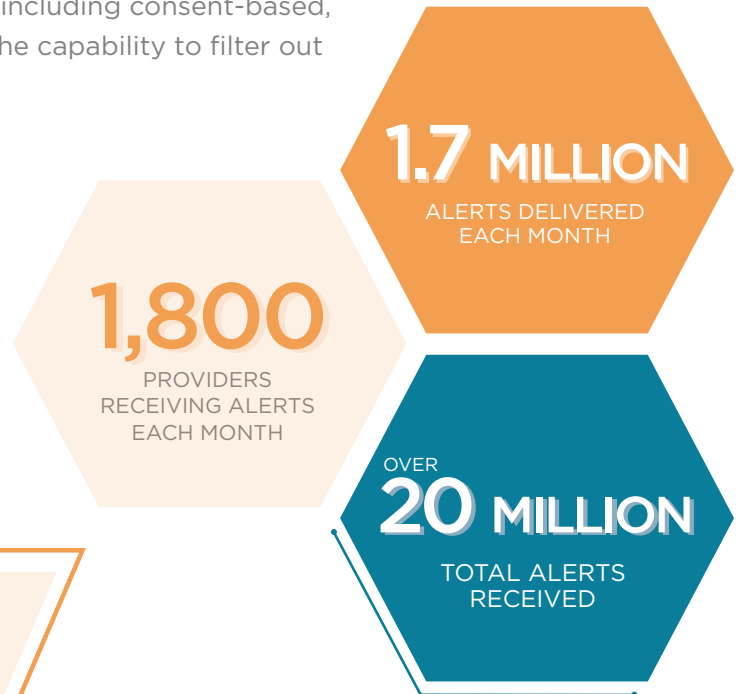 including consent-based,
he capability to filter out
1.7 MILLION
ALERTS DELIVERED
EACH MONTH
1,800
PROVIDERS
RECEIVING ALERTS
EACH MONTH
OVER
20 MILLION
TOTAL ALERTS
RECEIVED